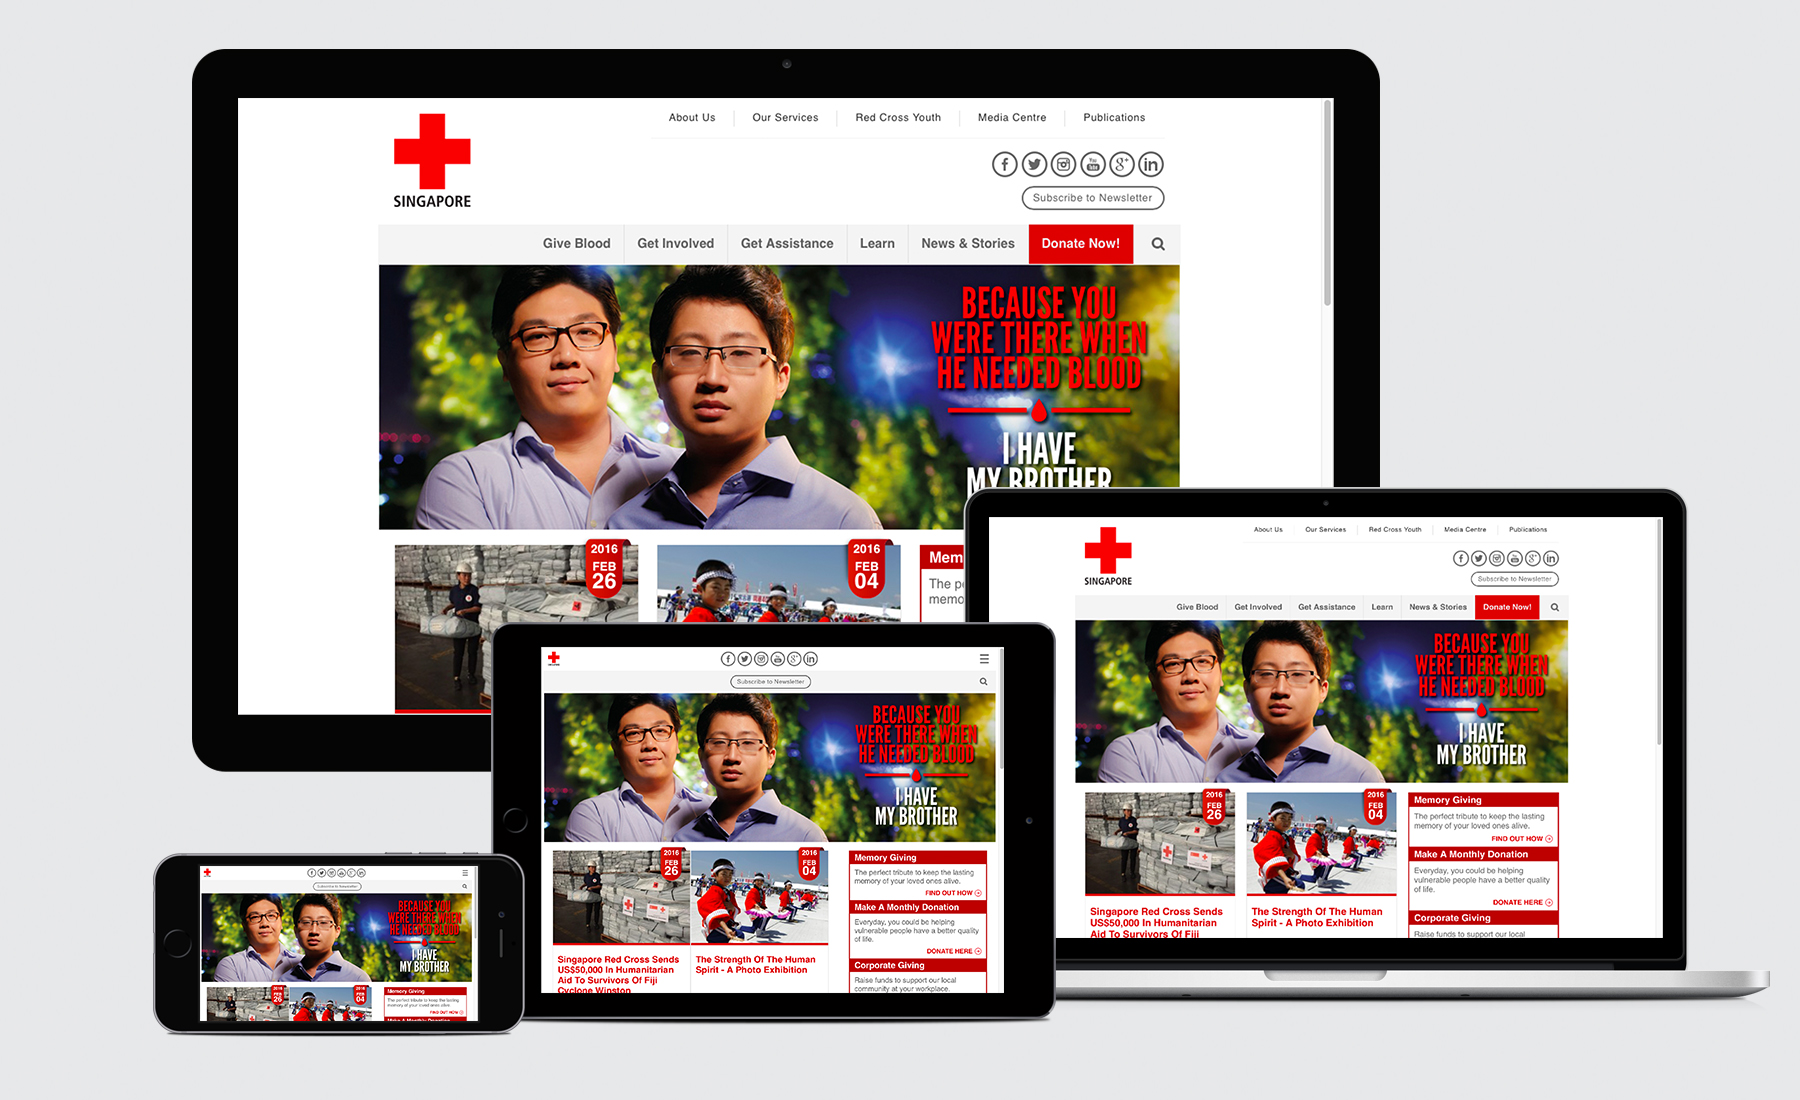 About Us
Our Services
Red Cross Youth
Media Centre
Publications
SINGAPORE
Subscribe to Newsletter
Give Blood
Get Involved
Get Assistance
Learn
News & Stories
Donate Now!
BECAUSE YOU
WERE THERE WHEN
HE NEEDED BLOOD
I HAVE
MY BROTHER
2016
FEB
26
2016
FEB
04
Mem
The pe
memo
About Us
Our Services
Red Cross Youth
Media Centre
Publications
SINGAPORE
Subscribe to Newsletter
Give Blood
Get Involved
Get Assistance
Learn
News & Stories
Donate Now!
BECAUSE YOU
WERE THERE WHEN
HE NEEDED BLOOD
I HAVE
MY BROTHER
2016
FEB
26
2016
FEB
04
Singapore Red Cross Sends
US$50,000 In Humanitarian
Aid To Survivors Of Fiji
The Strength Of The Human
Spirit - A Photo Exhibition
Memory Giving
The perfect tribute to keep the lasting
memory of your loved ones alive.
FIND OUT HOW
Make A Monthly Donation
Everyday, you could be helping
vulnerable people have a better quality
of life.
DONATE HERE
Corporate Giving
Raise funds to support our local
Subscribe to Newsletter
BECAUSE YOU
WERE THERE WHEN
HE NEEDED BLOOD
I HAVE
MY BROTHER
2016
FEB
26
2016
FEB
04
Singapore Red Cross Sends
US$50,000 In Humanitarian
Aid To Survivors Of Fiji
Cyclone Winston
The Strength Of The Human
Spirit - A Photo Exhibition
Memory Giving
The perfect tribute to keep the lasting
memory of your loved ones alive.
FIND OUT HOW
Make A Monthly Donation
Everyday, you could be helping
vulnerable people have a better quality
of life.
DONATE HERE
Corporate Giving
Raise funds to support our local
community at your workplace.
Subscribe to Newsletter
BECAUSE YOU
WERE THERE WHEN
HE NEEDED BLOOD
I HAVE
MY BROTHER
2016
FEB
26
2016
FEB
04
Memory Giving
The perfect tribute to keep the lasting
memory of your loved ones alive.
FIND OUT HOW
Make A Monthly Donation